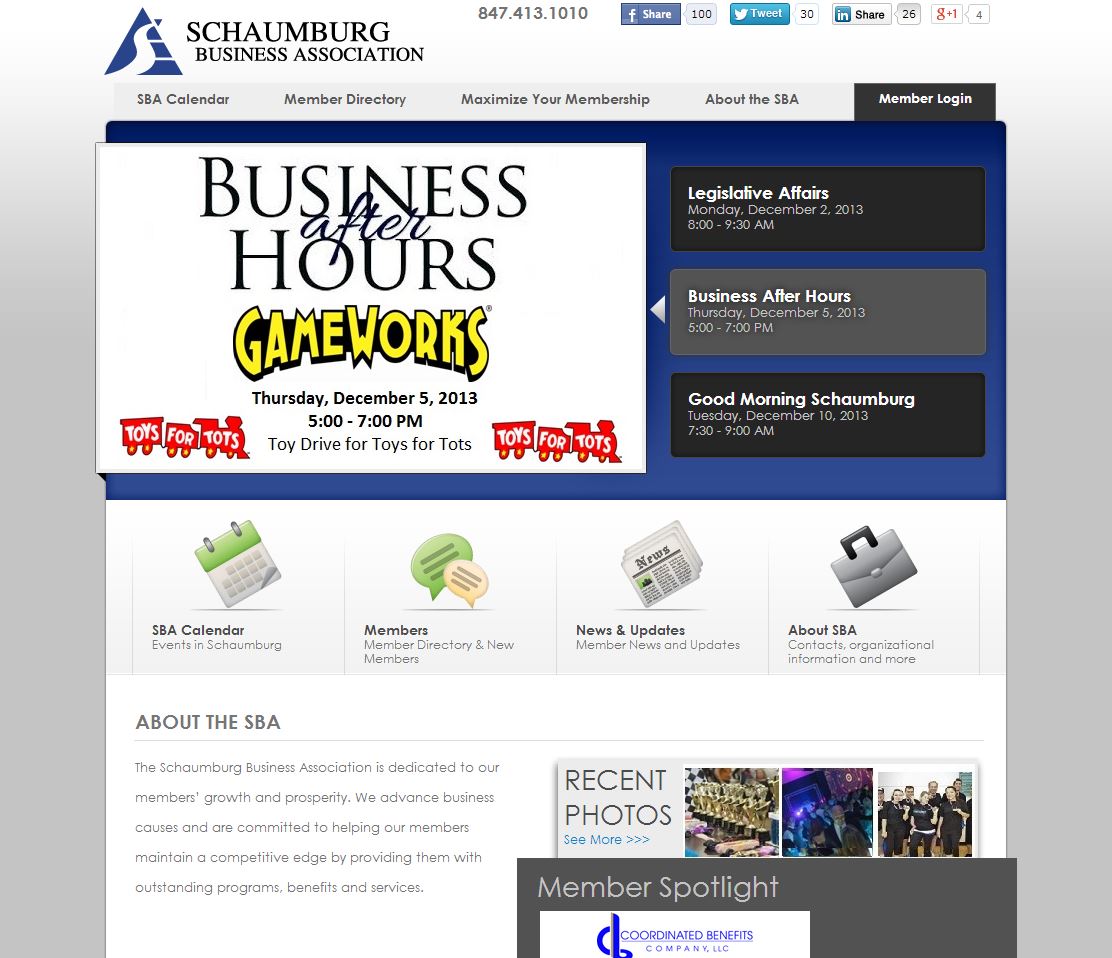 SCHAUMBURG
BUSINESS ASSOCIATION
847.413.1010
Share 100
Tweet 30
in Share 26
g+1 4
SBA Calendar
Member Directory
Maximize Your Membership
About the SBA
Member Login
BUSINESS
after
HOURS
GAMEWORKS®
Thursday, December 5, 2013
5:00 - 7:00 PM
Toy Drive for Toys for Tots
TOYS FOR TOTS
TOYS FOR TOTS
Legislative Affairs
Monday, December 2, 2013
8:00 - 9:30 AM
Business After Hours
Thursday, December 5, 2013
5:00 - 7:00 PM
Good Morning Schaumburg
Tuesday, December 10, 2013
7:30 - 9:00 AM
News
SBA Calendar
Events in Schaumburg
Members
Member Directory & New
Members
News & Updates
Member News and Updates
About SBA
Contacts, organizational
information and more
ABOUT THE SBA
The Schaumburg Business Association is dedicated to our
members’ growth and prosperity. We advance business
causes and are committed to helping our members
maintain a competitive edge by providing them with
outstanding programs, benefits and services.
RECENT
PHOTOS
See More >>>
Member Spotlight
COORDINATED BENEFITS
COMPANY, LLC